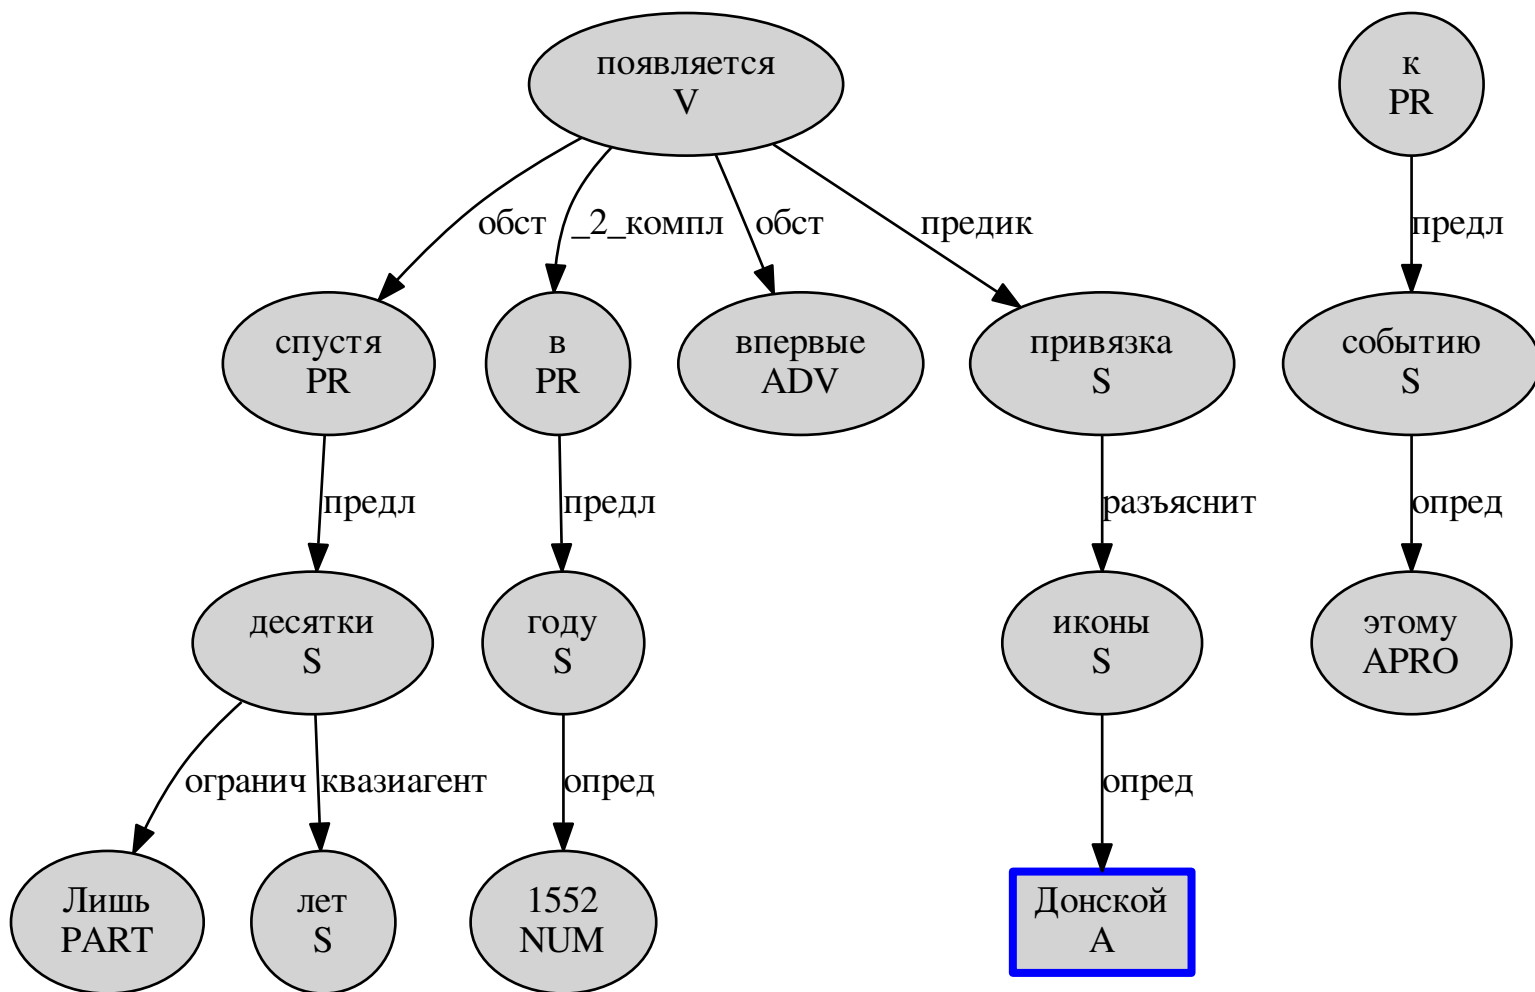 появляется
V
к
PR
обст
_2_компл
обст
предик
предл
спустя
PR
в
PR
впервые
ADV
привязка
S
событию
S
предл
предл
разъяснит
опред
десятки
S
году
S
иконы
S
этому
APRO
огранич
квазиагент
опред
опред
Лишь
PART
лет
S
1552
NUM
Донской
A